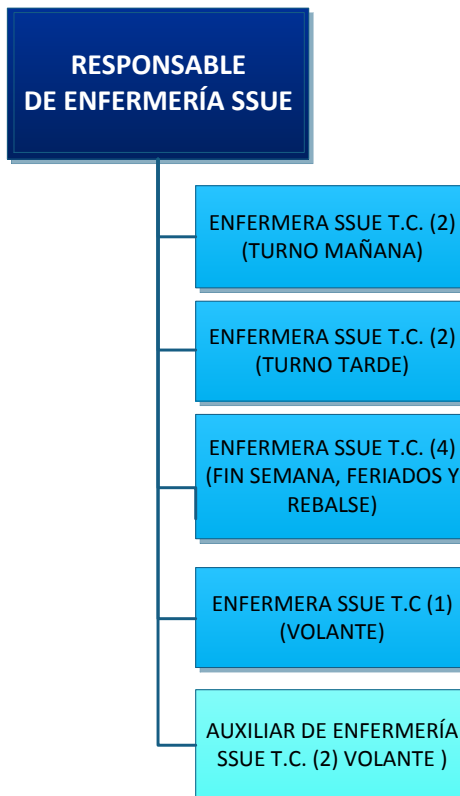 RESPONSABLE
DE ENFERMERÍA SSUE
ENFERMERA SSUE T.C. (2)
(TURNO MAÑANA)
ENFERMERA SSUE T.C. (2)
(TURNO TARDE)
ENFERMERA SSUE T.C. (4)
(FIN SEMANA, FERIADOS Y
REBALSE)
ENFERMERA SSUE T.C (1)
(VOLANTE)
AUXILIAR DE ENFERMERÍA
SSUE T.C. (2) VOLANTE )